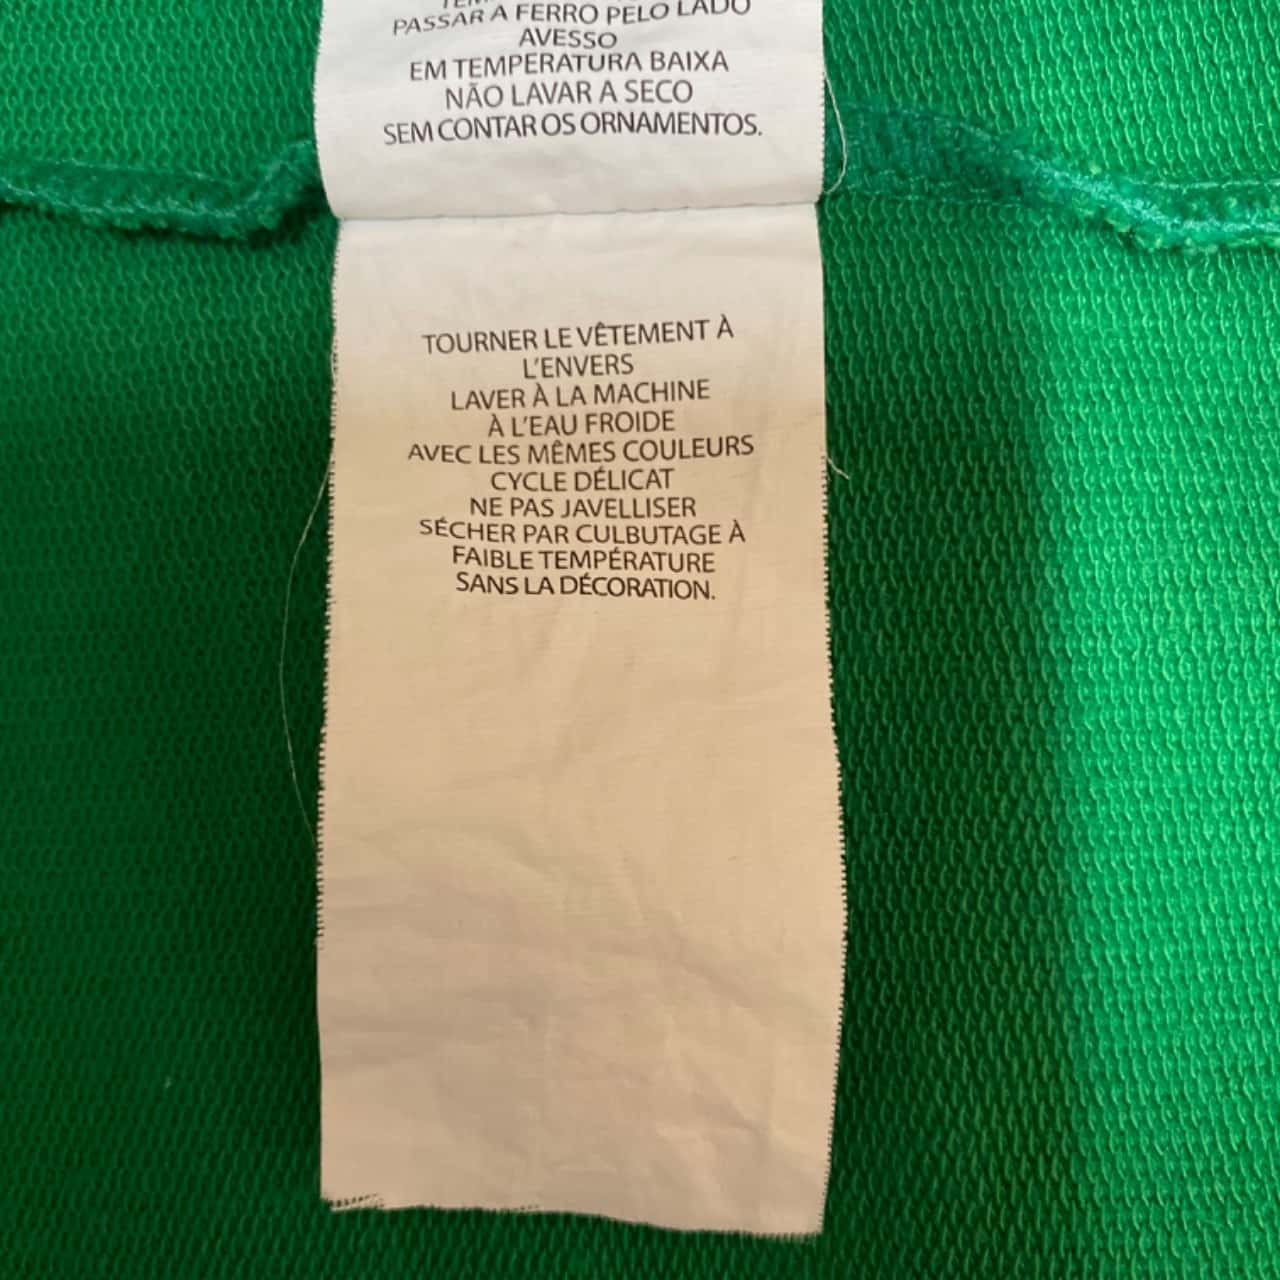 PASSAR A FERRO PELO LADO
AVESSO
EM TEMPERATURA BAIXA
NÃO LAVAR A SECO
SEM CONTAR OS ORNAMENTOS.
TOURNER LE VÊTEMENT À
L'ENVERS
LAVER À LA MACHINE
À L'EAU FROIDE
AVEC LES MÊMES COULEURS
CYCLE DÉLICAT
NE PAS JAVELLISER
SÉCHER PAR CULBUTAGE À
FAIBLE TEMPÉRATURE
SANS LA DÉCORATION.